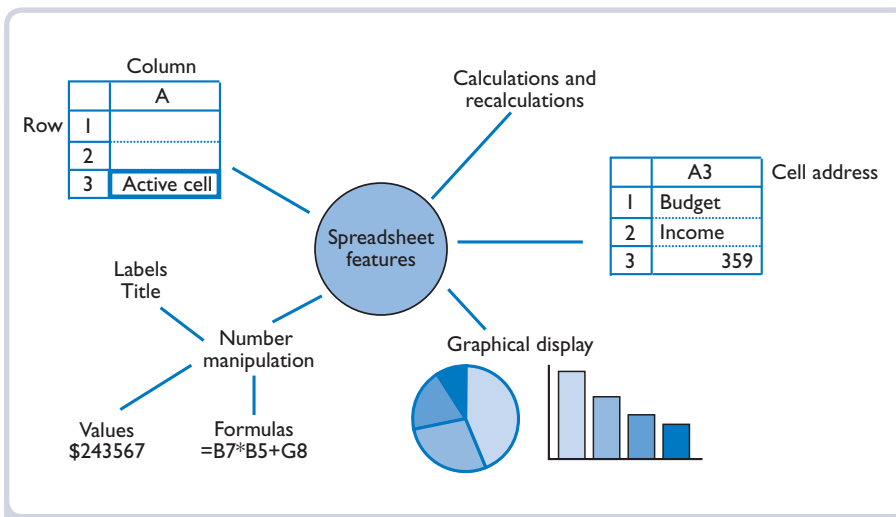 Column
A
Row
1
2
3 Active cell
Calculations and
recalculations
A3
Cell address
1 Budget
2 Income
3 359
Spreadsheet
features
Labels
Title
Number
manipulation
Values
$243567
Formulas
=B7*B5+G8
Graphical display